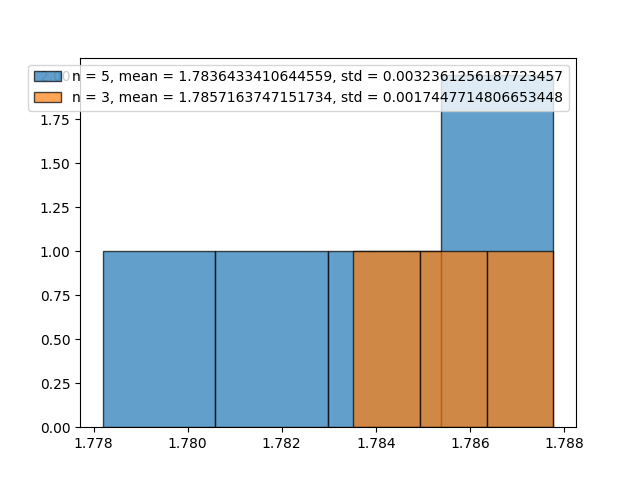 n = 5, mean = 1.7836433410644559, std = 0.0032361256187723457
n = 3, mean = 1.7857163747151734, std = 0.0017447714806653448
1.75
1.50
1.25
1.00
0.75
0.50
0.25
0.00
1.778 1.780 1.782 1.784 1.786 1.788